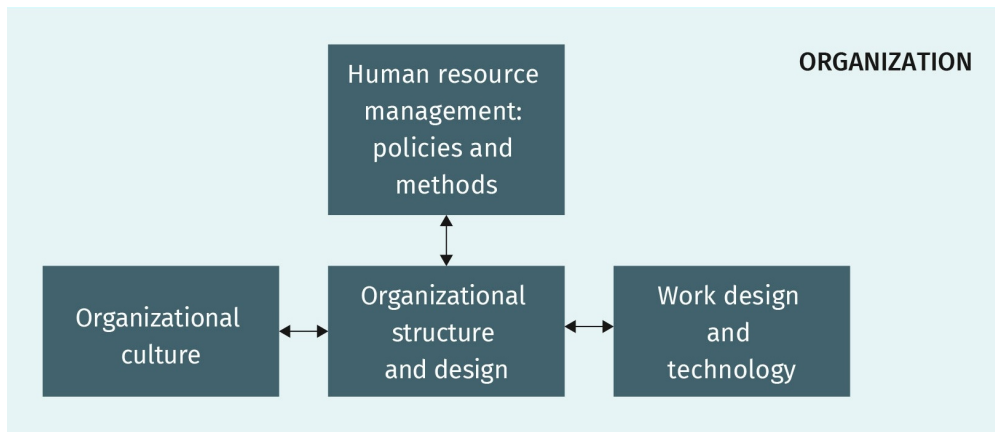 ORGANIZATION
Human resource
management:
policies and
methods
Organizational
culture
Organizational
structure
and design
Work design
and
technology